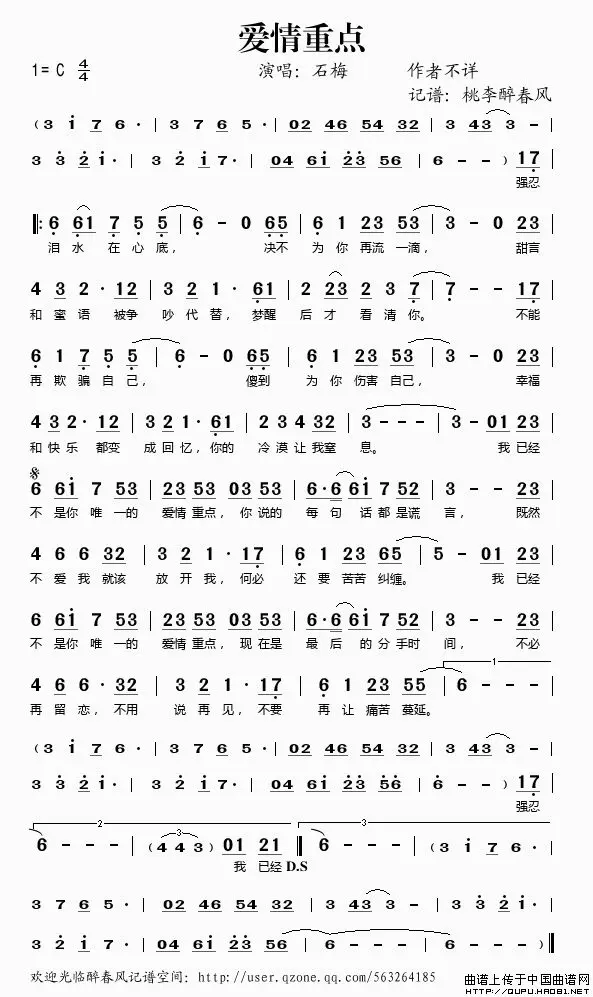 爱情重点
1= C 4/4 演唱：石梅 作者不详
记谱：桃李醉春风
( 3 i 7 6 · | 3 7 6 5 · | 02 46 54 32 | 3 43 3 –
3 3 2 i · | 3 2 i 7 · | 04 6i 23 56 | 6 – – ) 17 |
强忍
‖: 6 61 7 5 5 | 6 – 0 65 | 6 1 23 53 | 3 – 0 23 |
泪 水 在 心 底， 决不 为 你 再流 一滴， 甜言
4 3 2 · 12 | 3 2 1 · 61 | 2 23 2 3 7 | 7 – – 17 |
和 蜜 语 被争 吵 代 替，梦醒 后 才 看 清 你。 不能
6 1 7 5 5 | 6 – 0 65 | 6 1 23 53 | 3 – 0 23 |
再 欺 骗 自 己， 傻到 为 你 伤害 自己， 幸福
4 3 2 · 12 | 3 2 1 · 61 | 2 3 4 32 | 3 – – – | 3 – 01 23 |
和 快 乐 都变 成 回 忆，你的 冷 漠 让 我窒 息。 我 已经
6 6i 7 53 | 23 53 03 53 | 6 · 6 6i 7 52 | 3 – – 23 |
不 是你 唯 一的 爱情 重点，你 说的 每 句 话 都 是谎 言， 既然
4 6 6 32 | 3 2 1 · 17 | 6 1 23 65 | 5 – 01 23 |
不 爱 我 就该 放 开 我，何必 还 要 苦苦 纠缠。 我 已经
6 6i 7 53 | 23 53 03 53 | 6 · 6 6i 7 52 | 3 – – 23 |
不 是你 唯 一的 爱情 重点，现 在是 最 后 的 分 手时 间， 不必
4 6 6 · 32 | 3 2 1 · 17 | 6 1 23 55 | 1 6 – – – |
再 留 恋，不用 说 再 见，不要 再 让 痛苦 蔓延。
( 3 i 7 6 · | 3 7 6 5 · | 02 46 54 32 | 3 43 3 – |
3 3 2 i · | 3 2 i 7 · | 04 6i 23 56 | 6 – – ) 17 |
强忍
2 6 – – – | ( 4 4 3 ) 3 01 21 ‖ 3 6 – – – | ( 3 i 7 6 · |
我 已经 D.S
3 7 6 5 · | 02 46 54 32 | 3 43 3 – | 3 3 2 i · |
3 2 i 7 · | 04 6i 23 56 | 6 – – – | 6 – – – ) ‖
欢迎光临醉春风记谱空间：http://user.qzone.qq.com/563264185
曲谱上传于中国曲谱网
HTTP://QUPU.HAO81.NET